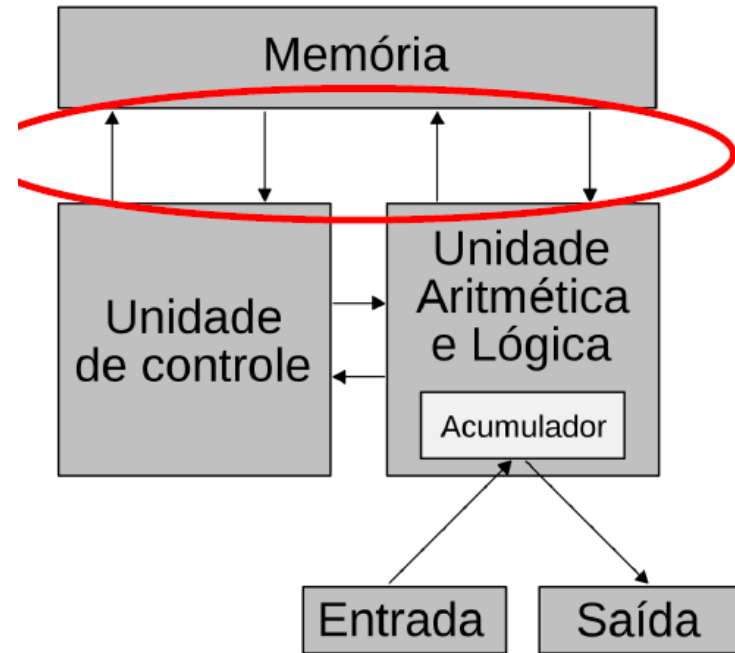 Memória
Unidade
de controle
Unidade
Aritmética
e Lógica
Acumulador
Entrada
Saída